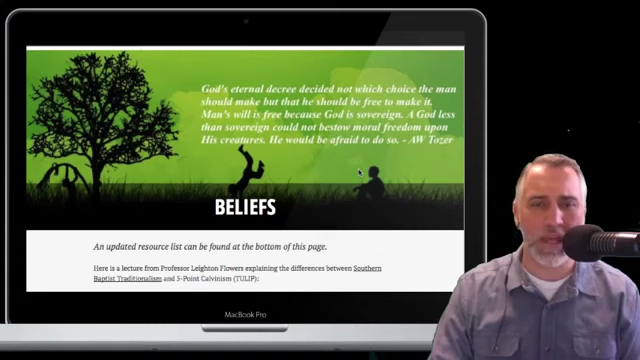 God's eternal decree decided not which choice the man
should make but that he should be free to make it.
Man's will is free because God is sovereign. A God less
than sovereign could not bestow moral freedom upon
His creatures. He would be afraid to do so. - AW Tozer
BELIEFS
An updated resource list can be found at the bottom of this page.
Here is a lecture from Professor Leighton Flowers explaining the differences between Southern
Baptist Traditionalism and 5-Point Calvinism (TULIP):
MacBook Pro